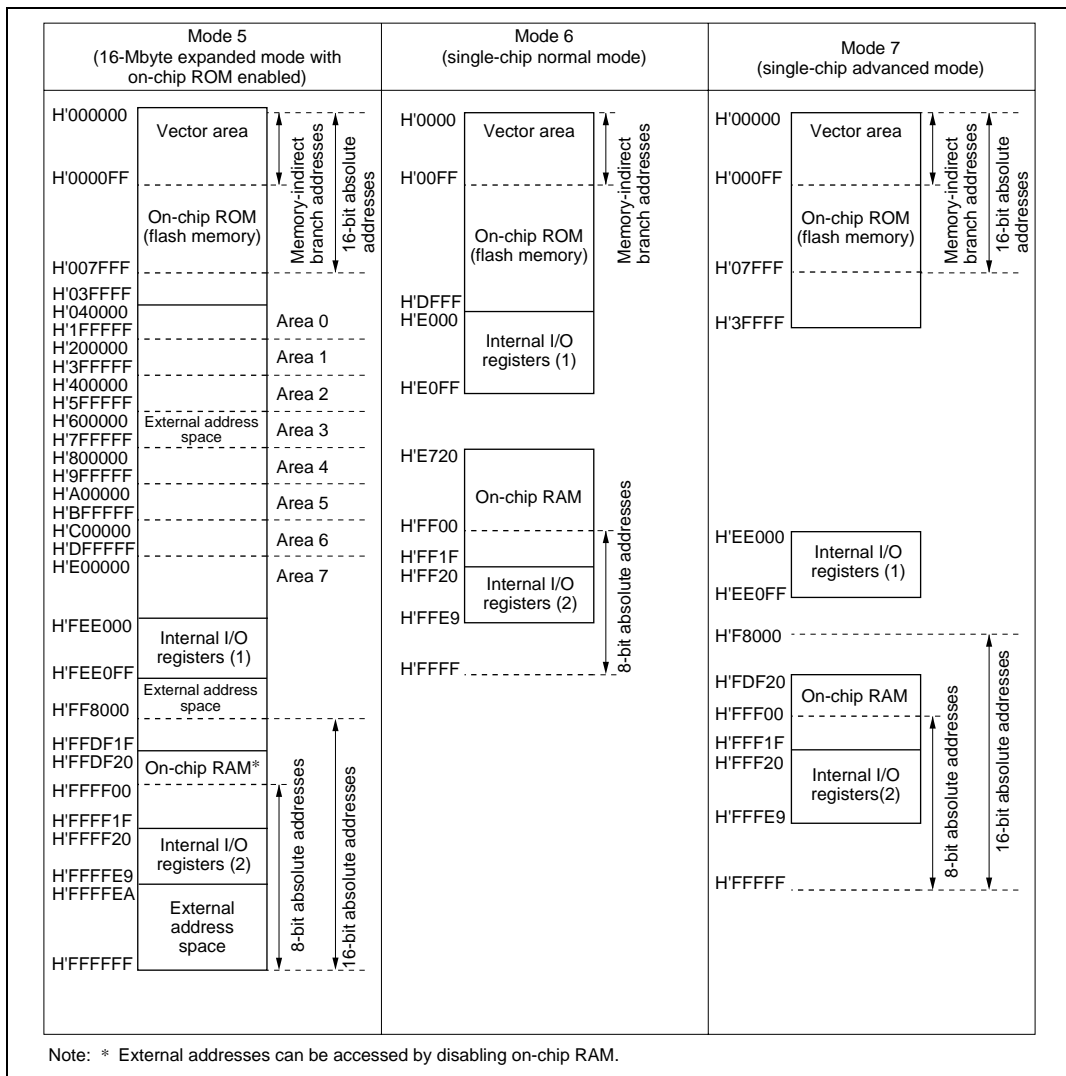 Mode 5
(16-Mbyte expanded mode with
on-chip ROM enabled)
H'000000
Vector area
H'0000FF
On-chip ROM
(flash memory)
H'007FFF
H'03FFFF
H'040000
Area 0
H'1FFFFF
H'200000
Area 1
H'3FFFFF
H'400000
Area 2
H'5FFFFF
H'600000
External address
space
Area 3
H'7FFFFF
H'800000
Area 4
H'9FFFFF
H'A00000
Area 5
H'BFFFFF
H'C00000
Area 6
H'DFFFFF
H'E00000
Area 7
H'FEE000
Internal I/O
registers (1)
H'FEE0FF
External address
space
H'FF8000
H'FFDF1F
H'FFDF20
On-chip RAM*
H'FFFF00
H'FFFF1F
H'FFFF20
Internal I/O
registers (2)
H'FFFFE9
H'FFFFEA
External
address
space
H'FFFFFF
Memory-indirect
branch addresses
16-bit absolute
addresses
8-bit absolute addresses
16-bit absolute addresses
Mode 6
(single-chip normal mode)
H'0000
Vector area
H'00FF
On-chip ROM
(flash memory)
H'DFFF
H'E000
Internal I/O
registers (1)
H'E0FF
H'E720
On-chip RAM
H'FF00
H'FF1F
H'FF20
Internal I/O
registers (2)
H'FFE9
H'FFFF
Memory-indirect
branch addresses
8-bit absolute addresses
Mode 7
(single-chip advanced mode)
H'00000
Vector area
H'000FF
On-chip ROM
(flash memory)
H'07FFF
H'3FFFF
H'EE000
Internal I/O
registers (1)
H'EE0FF
H'F8000
H'FDF20
On-chip RAM
H'FFF00
H'FFF1F
H'FFF20
Internal I/O
registers(2)
H'FFFE9
H'FFFFF
Memory-indirect
branch addresses
16-bit absolute
addresses
8-bit absolute addresses
16-bit absolute addresses
Note: * External addresses can be accessed by disabling on-chip RAM.